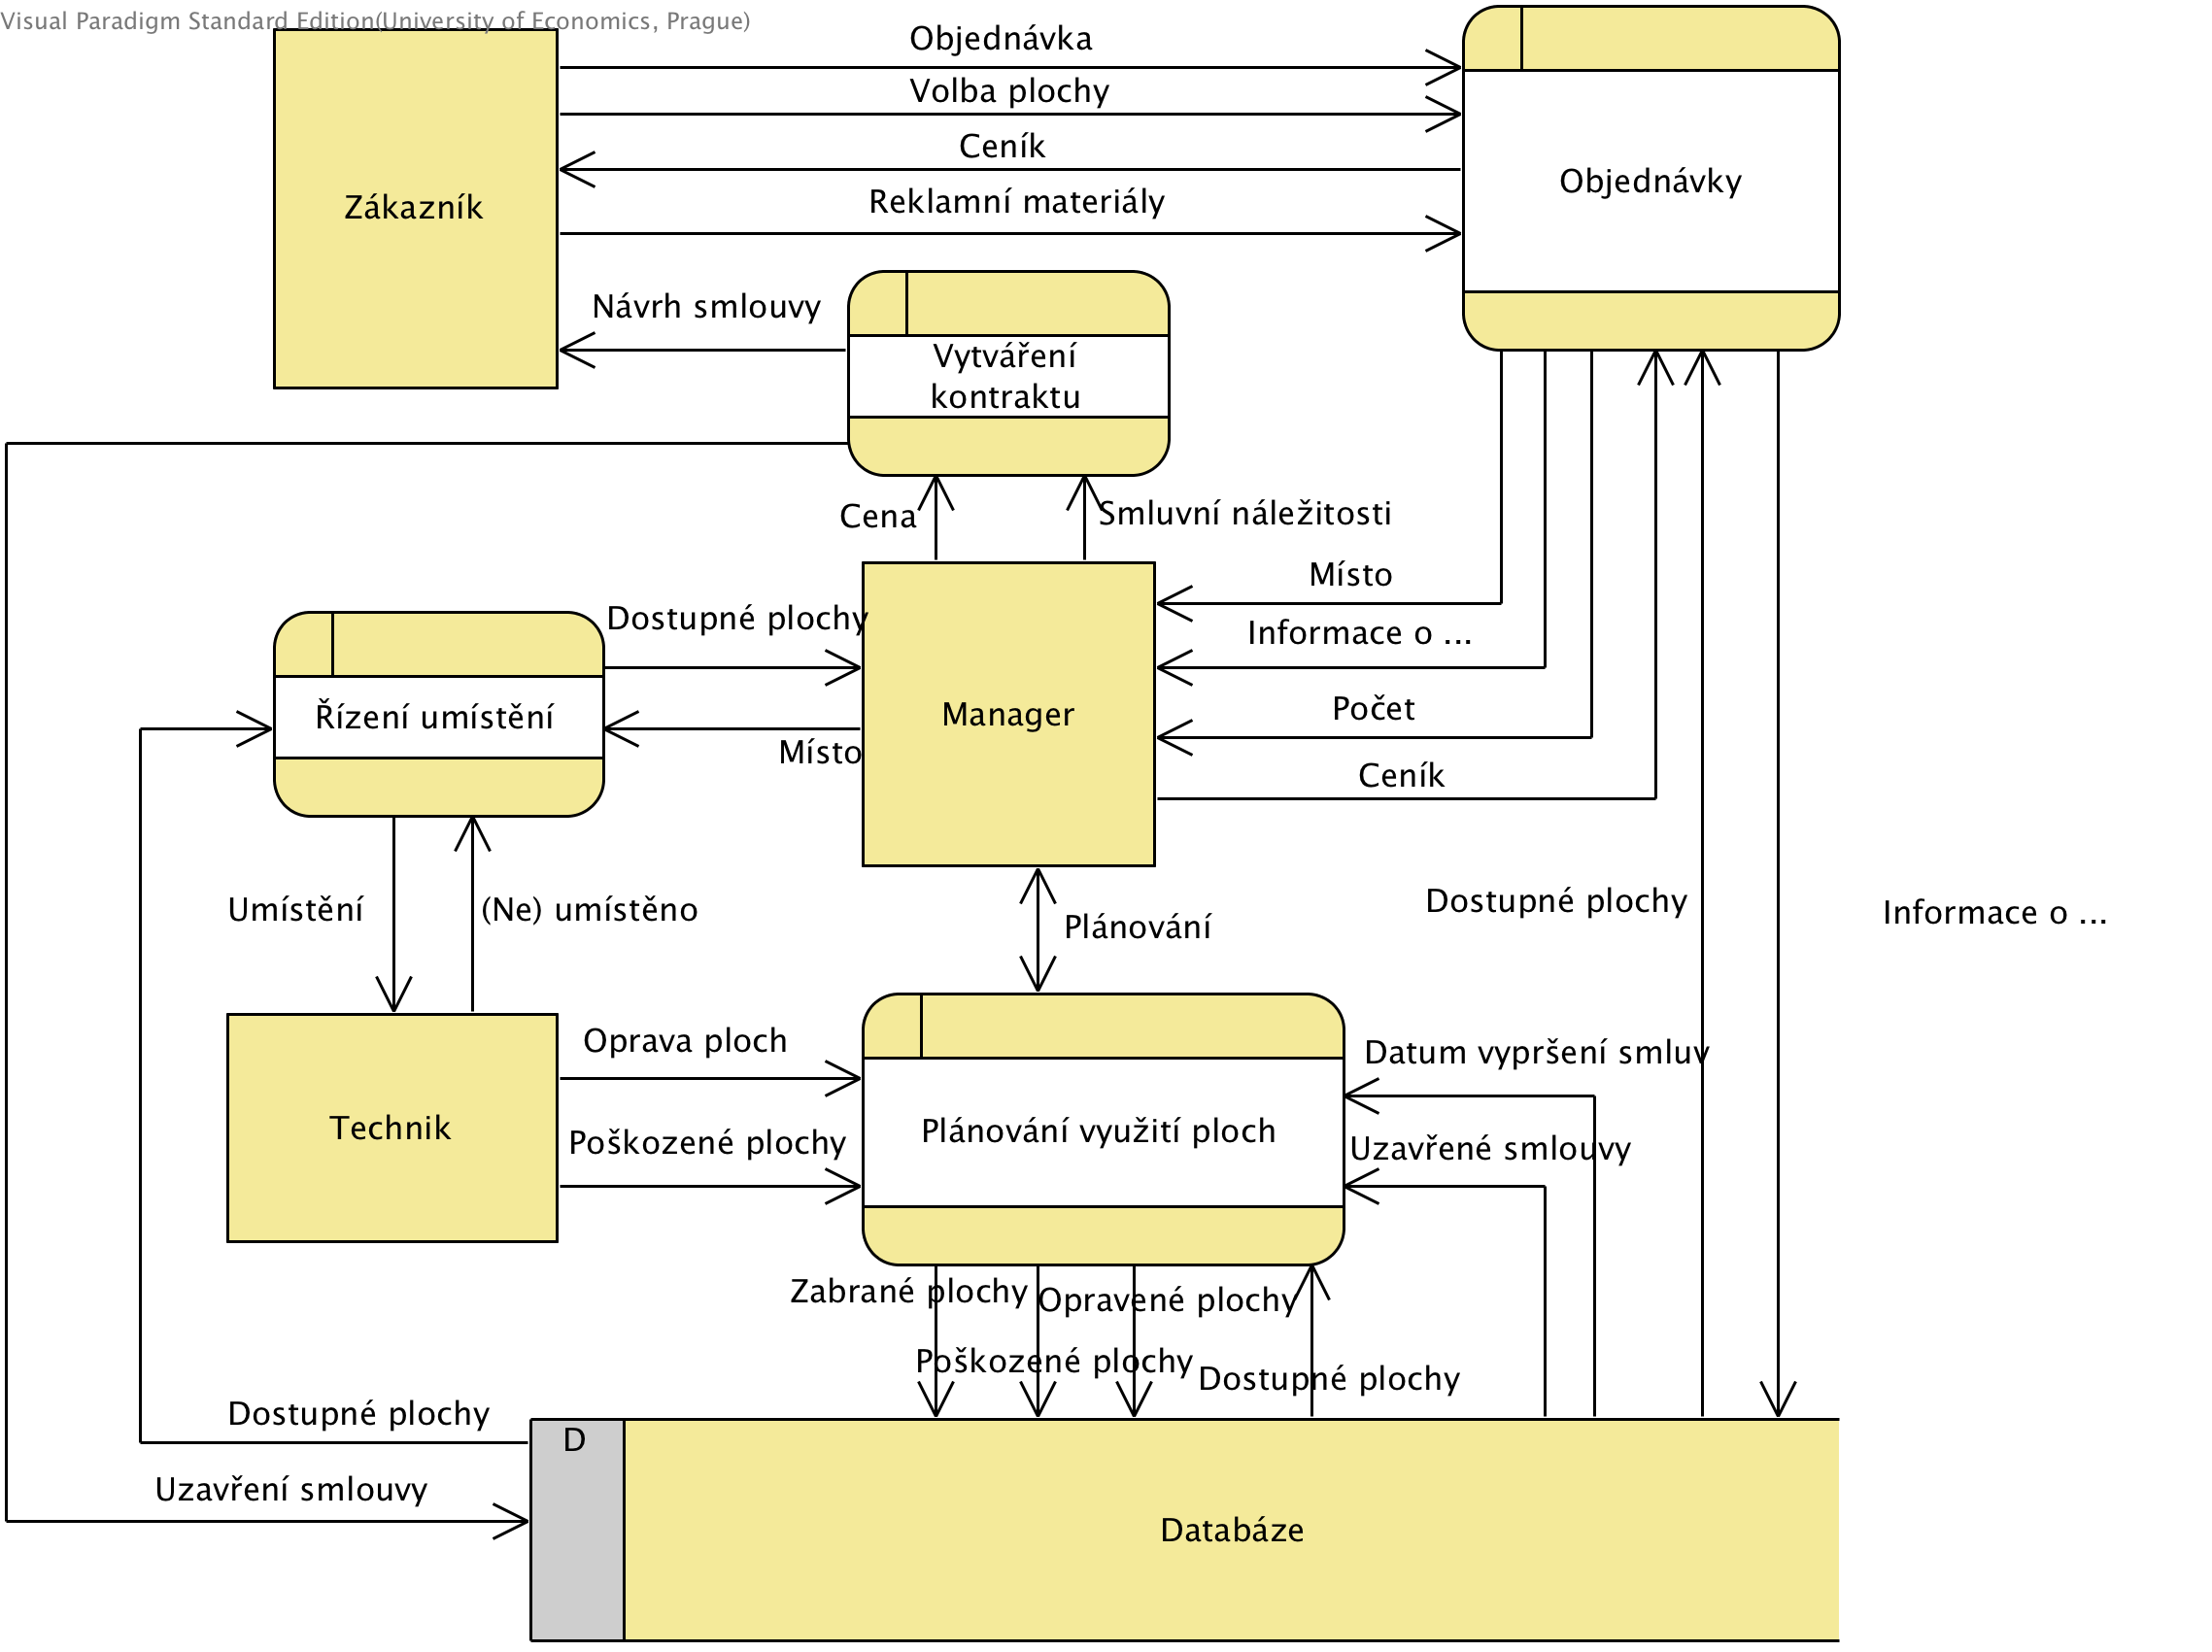 Visual Paradigm Standard Edition(University of Economics, Prague)
Objednávka
Volba plochy
Ceník
Reklamní materiály
Zákazník
Objednávky
Návrh smlouvy
Vytváření
kontraktu
Cena
Smluvní náležitosti
Místo
Dostupné plochy
Informace o ...
Řízení umístění
Manager
Počet
Místo
Ceník
Umístění
(Ne) umístěno
Plánování
Dostupné plochy
Informace o ...
Oprava ploch
Datum vypršení smluv
Technik
Plánování využití ploch
Poškozené plochy
Uzavřené smlouvy
Zabrané plochy
Opravené plochy
Poškozené plochy
Dostupné plochy
Dostupné plochy
D
Uzavření smlouvy
Databáze